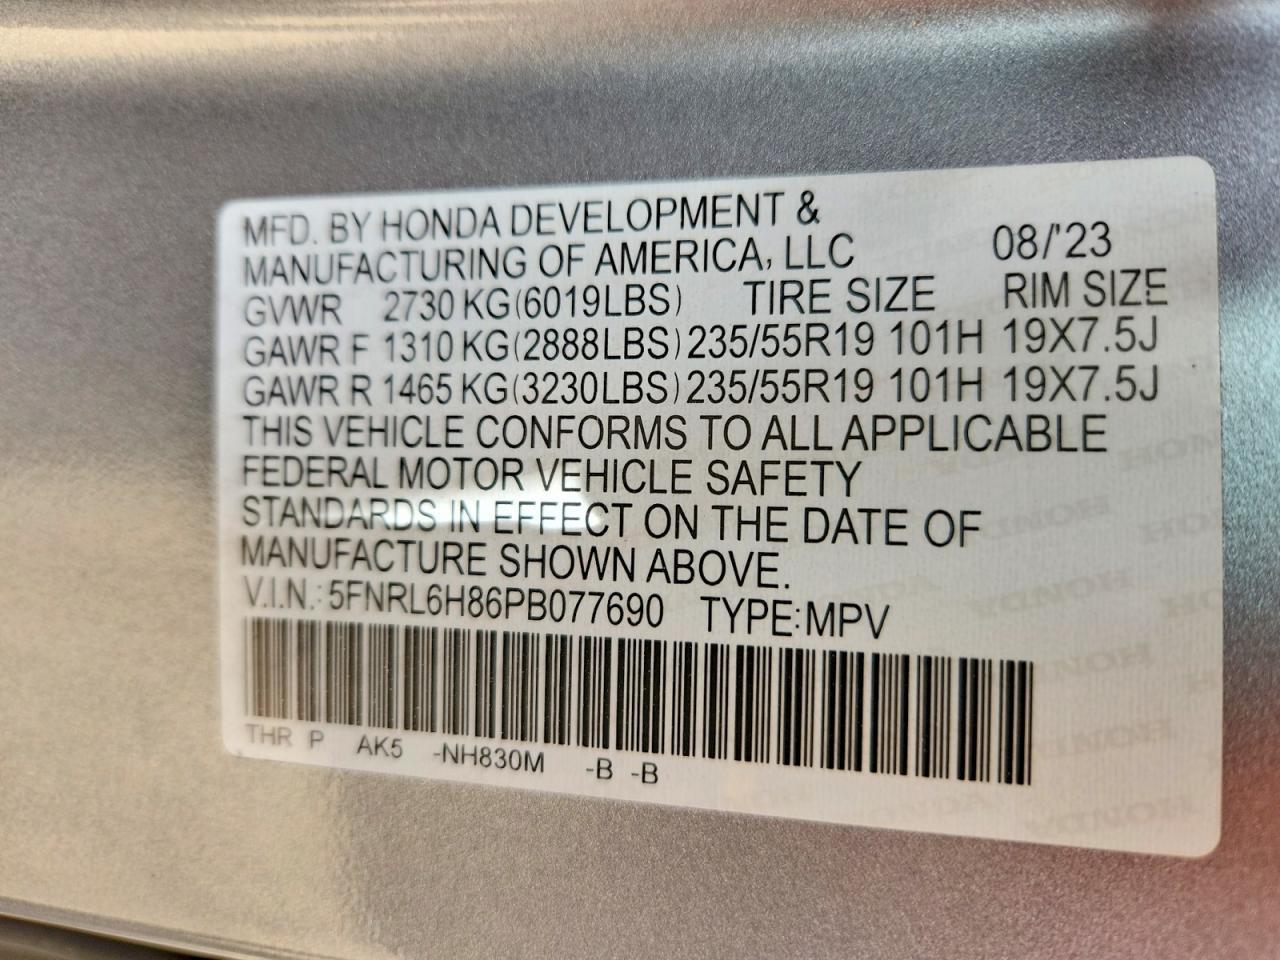 MFD. BY HONDA DEVELOPMENT &
MANUFACTURING OF AMERICA, LLC 08/'23
GVWR 2730 KG(6019LBS) TIRE SIZE RIM SIZE
GAWR F 1310 KG(2888LBS) 235/55R19 101H 19X7.5J
GAWR R 1465 KG(3230LBS) 235/55R19 101H 19X7.5J
THIS VEHICLE CONFORMS TO ALL APPLICABLE
FEDERAL MOTOR VEHICLE SAFETY
STANDARDS IN EFFECT ON THE DATE OF
MANUFACTURE SHOWN ABOVE.
V.I.N.: 5FNRL6H86PB077690 TYPE:MPV
THR P AK5 -NH830M -B -B